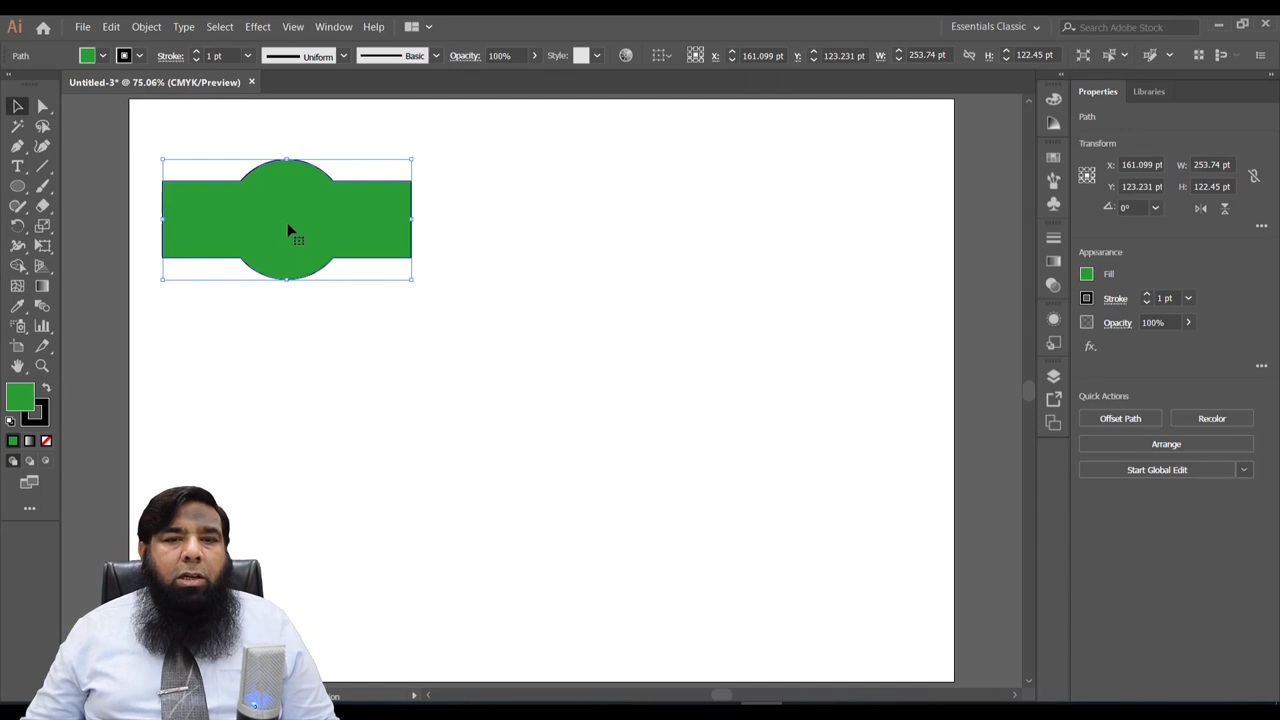 Ai File Edit Object Type Select Effect View Window Help Essentials Classic Search Adobe Stock
Path Stroke: 1 pt Uniform Basic Opacity: 100% Style: X: 161.099 pt Y: 123.231 pt W: 253.74 pt H: 122.45 pt
Untitled-3* @ 75.06% (CMYK/Preview)
Properties Libraries
Path
Transform
X: 161.099 pt W: 253.74 pt
Y: 123.231 pt H: 122.45 pt
0°
Appearance
Fill
Stroke 1 pt
Opacity 100%
fx.
Quick Actions
Offset Path Recolor
Arrange
Start Global Edit